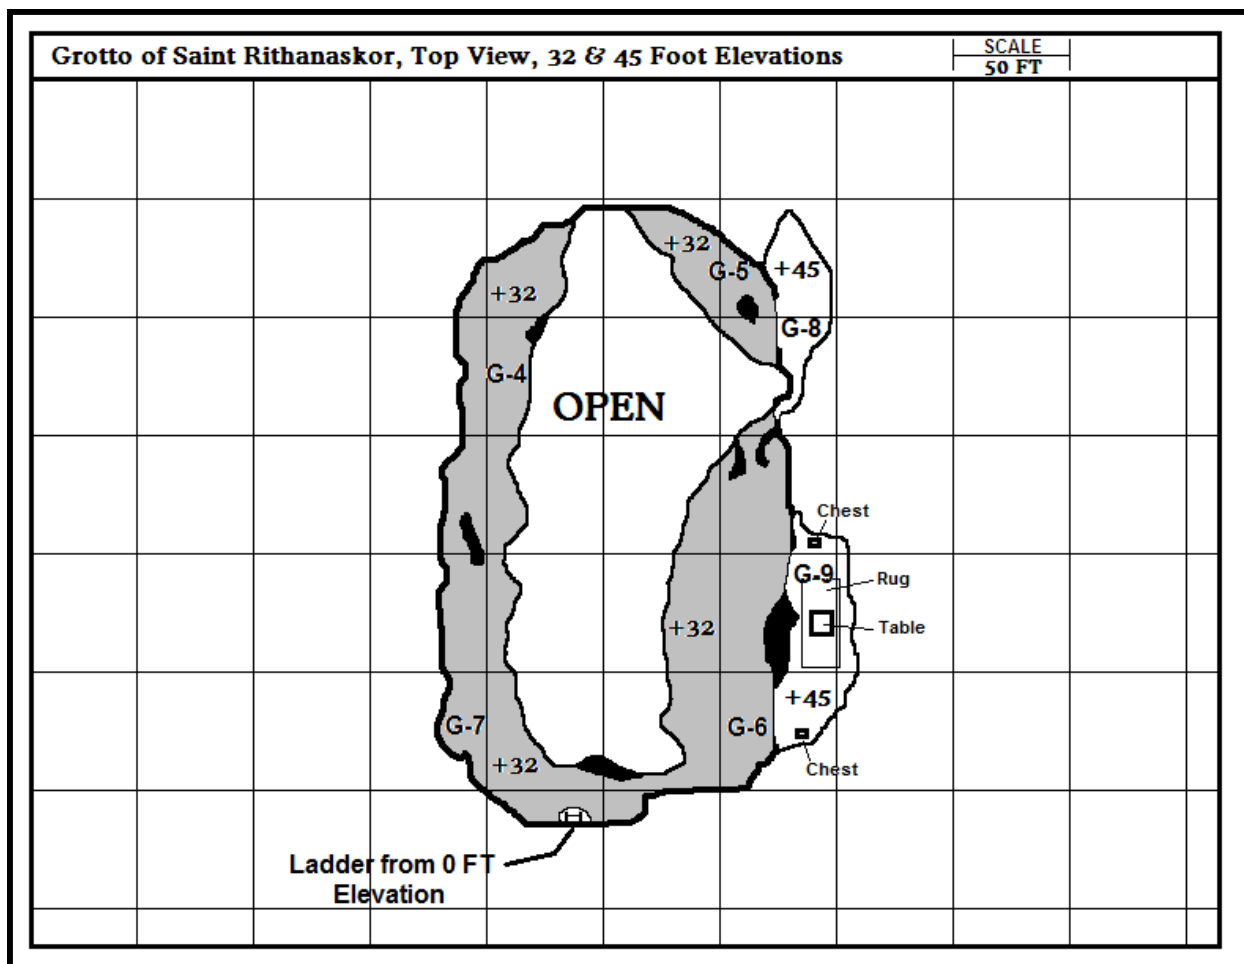 Grotto of Saint Rithanaskor, Top View, 32 & 45 Foot Elevations
SCALE
50 FT
+32
G-5
+45
+32
G-8
G-4
OPEN
Chest
G-9
Rug
+32
Table
+45
G-7
G-6
+32
Chest
Ladder from 0 FT
Elevation